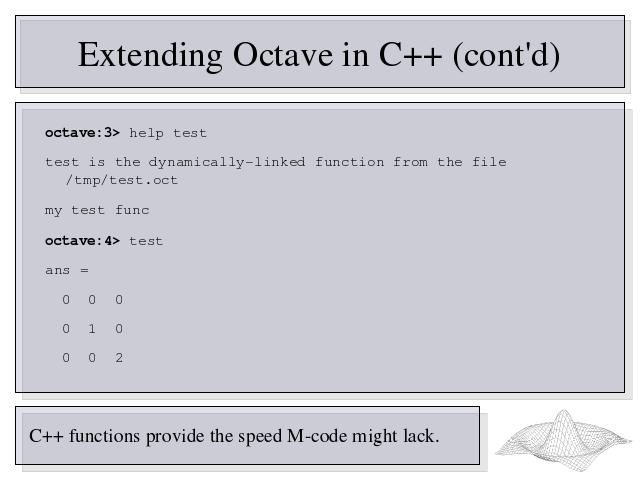 Extending Octave in C++ (cont'd)
octave:3> help test
test is the dynamically-linked function from the file
/tmp/test.oct
my test func
octave:4> test
ans =
0 0 0
0 1 0
0 0 2
C++ functions provide the speed M-code might lack.